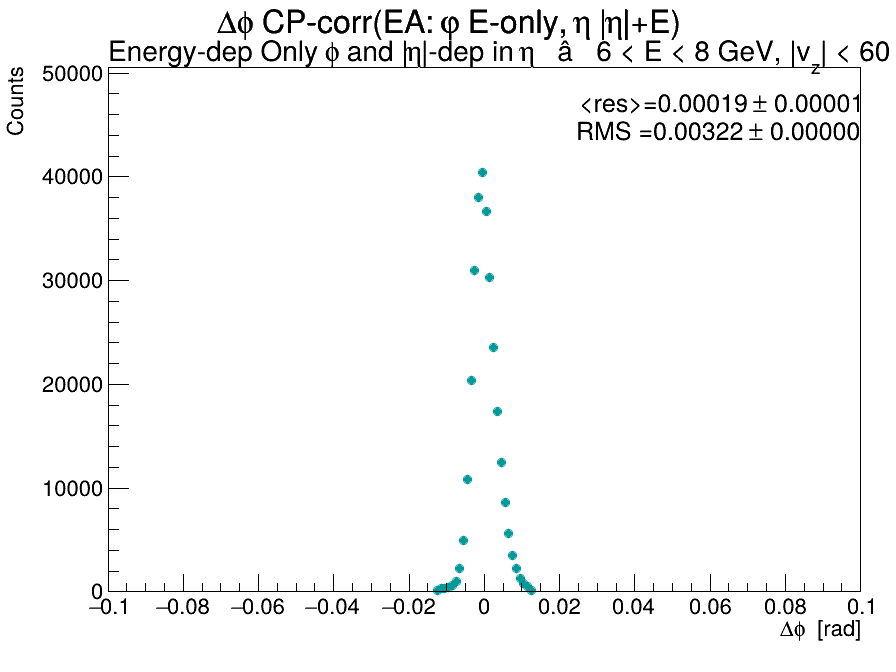 Δϕ CP-corr(EA: φ E-only, η |η|+E)
Energy-dep Only ϕ and |η|-dep in η â 6 < E < 8 GeV, |v_z| < 60
Counts
<res>=0.00019 ± 0.00001
RMS =0.00322 ± 0.00000
50000
40000
30000
20000
10000
0
−0.1 −0.08 −0.06 −0.04 −0.02 0 0.02 0.04 0.06 0.08 0.1
Δϕ [rad]